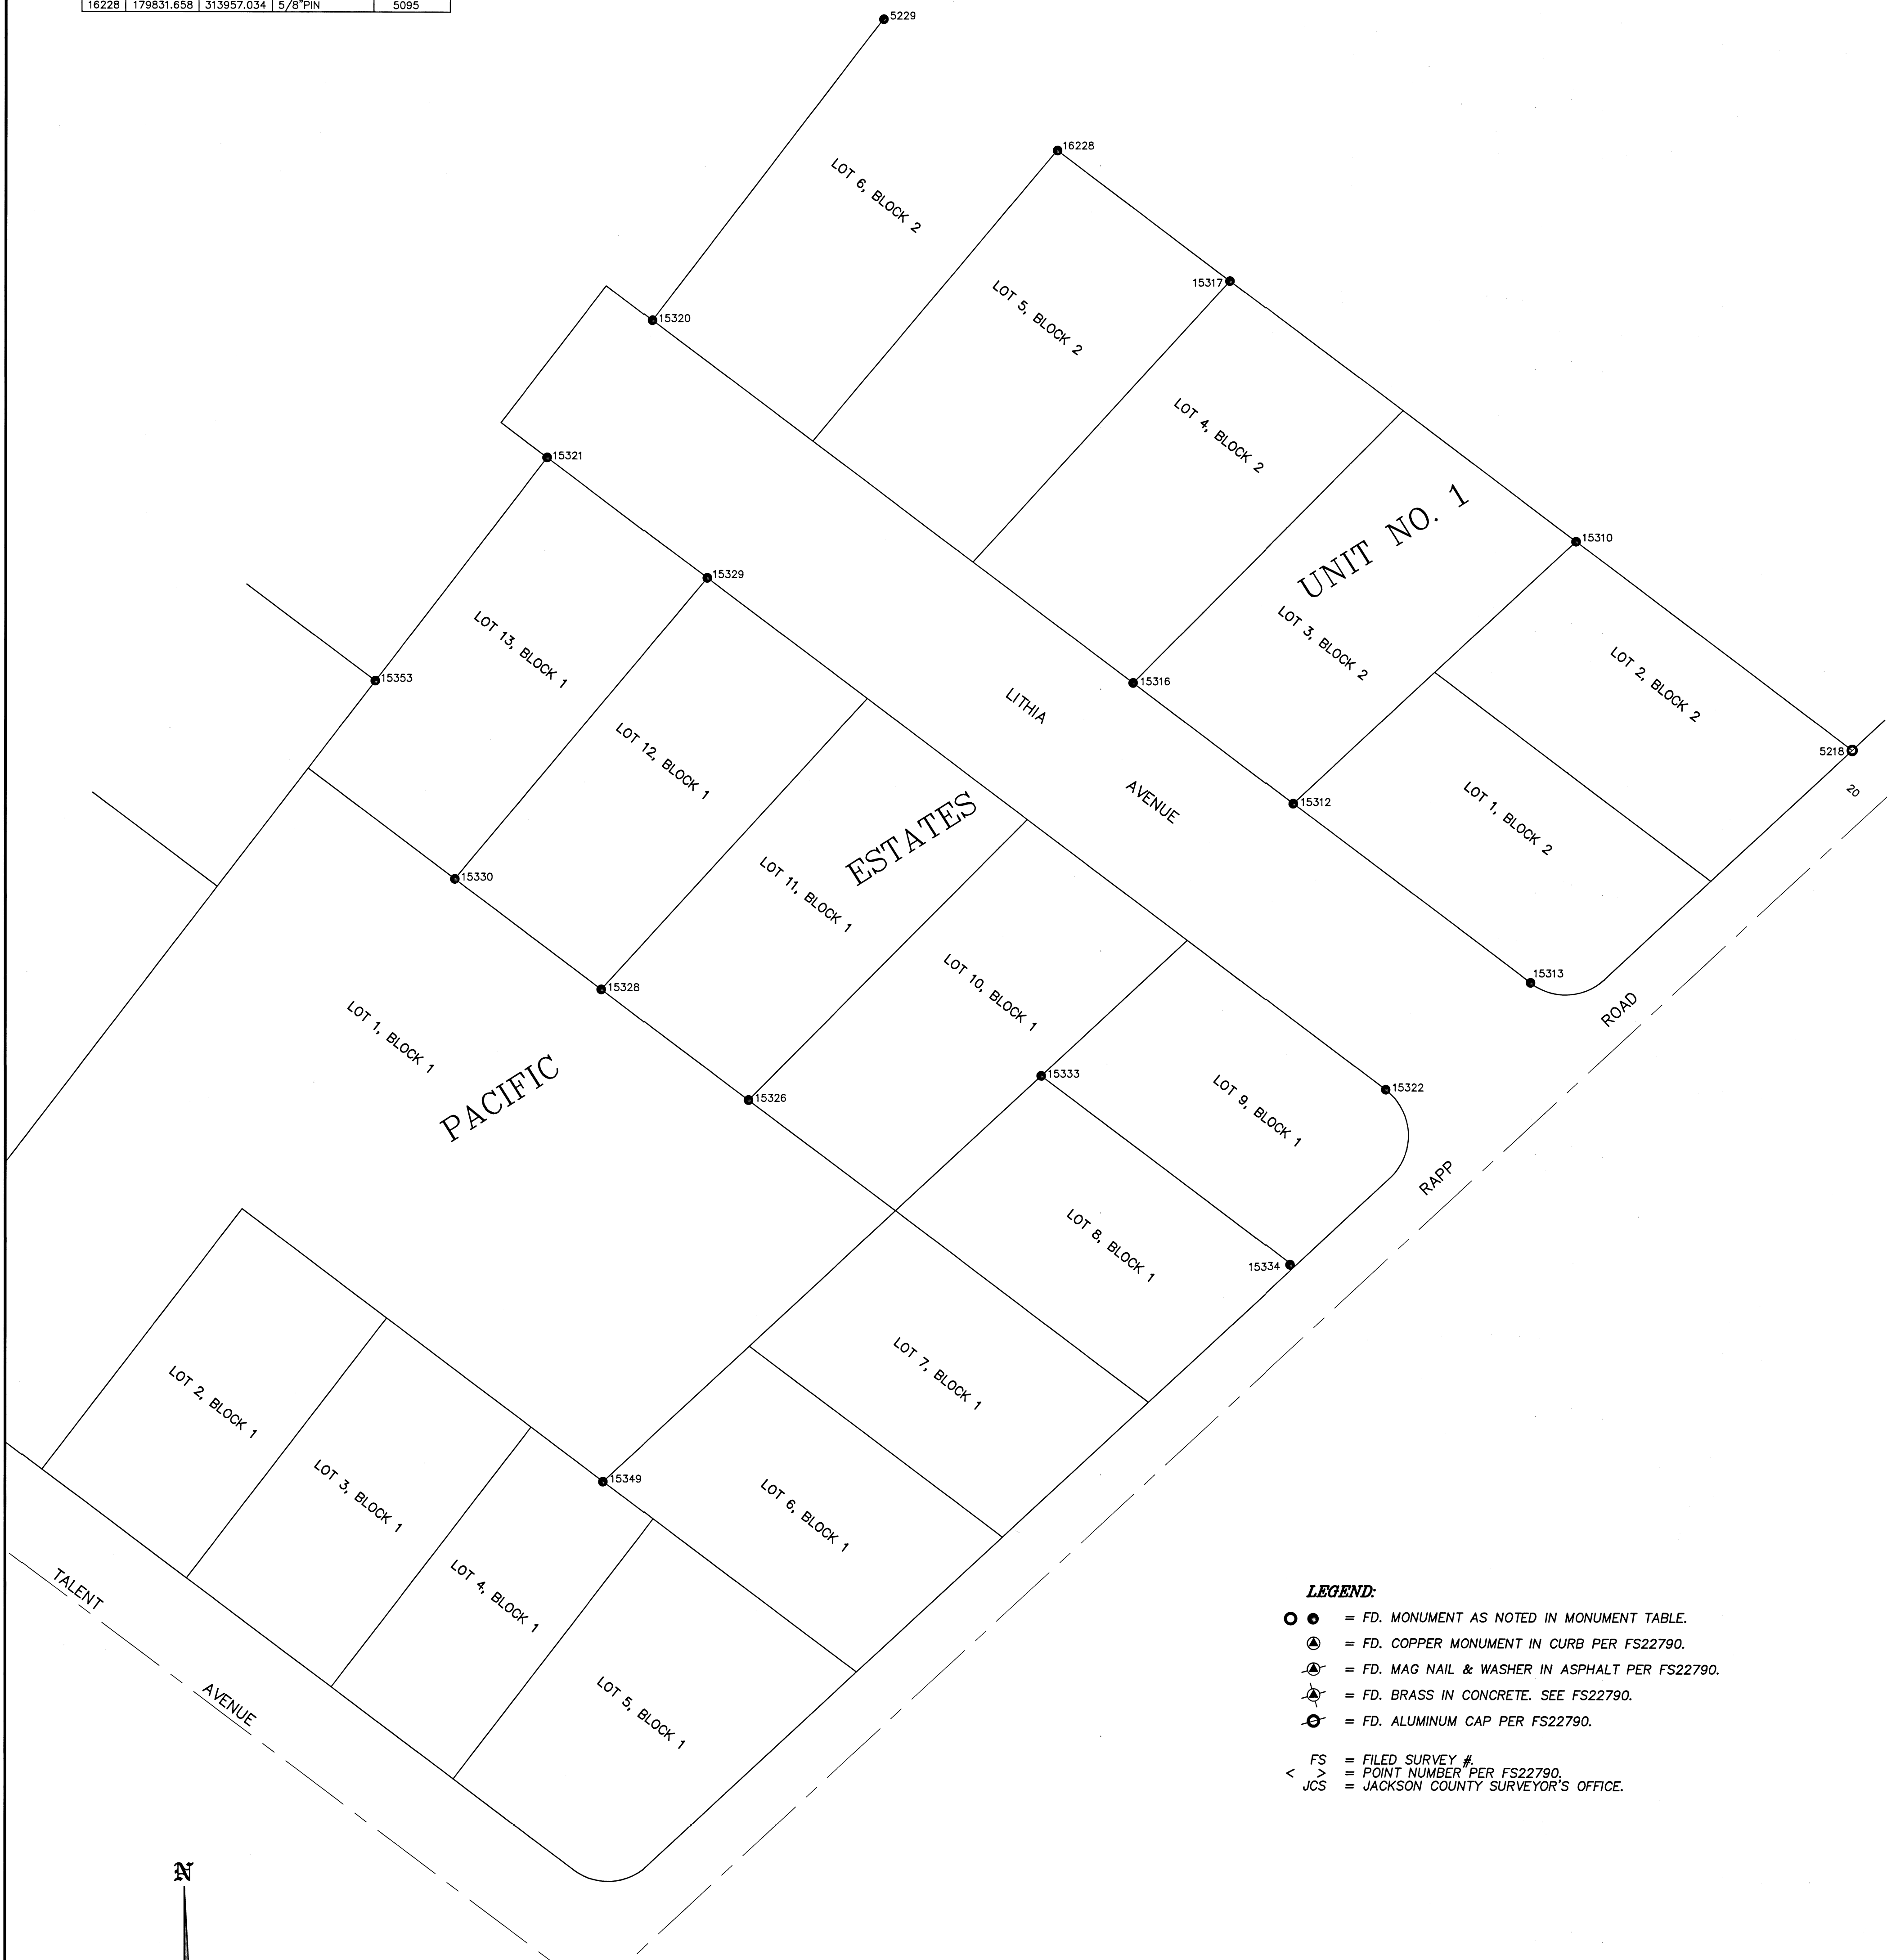 16228 179831.658 313957.034 5/8"PIN 5095
5229
16228
LOT 6, BLOCK 2
15317
LOT 5, BLOCK 2
15320
LOT 4, BLOCK 2
15321
UNIT NO. 1
15310
15329
LOT 3, BLOCK 2
LOT 13, BLOCK 1
LOT 2, BLOCK 2
15353
15316
LITHIA
LOT 12, BLOCK 1
5218
20
AVENUE
15312
LOT 1, BLOCK 2
ESTATES
15330
LOT 11, BLOCK 1
15328
LOT 10, BLOCK 1
15313
ROAD
LOT 1, BLOCK 1
15333
15322
PACIFIC
15326
LOT 9, BLOCK 1
RAPP
LOT 8, BLOCK 1
15334
LOT 7, BLOCK 1
LOT 2, BLOCK 1
15349
LOT 3, BLOCK 1
LOT 6, BLOCK 1
TALENT
LOT 4, BLOCK 1
AVENUE
LOT 5, BLOCK 1
LEGEND:
= FD. MONUMENT AS NOTED IN MONUMENT TABLE.
= FD. COPPER MONUMENT IN CURB PER FS22790.
= FD. MAG NAIL & WASHER IN ASPHALT PER FS22790.
= FD. BRASS IN CONCRETE. SEE FS22790.
= FD. ALUMINUM CAP PER FS22790.
FS = FILED SURVEY #.
< > = POINT NUMBER PER FS22790.
JCS = JACKSON COUNTY SURVEYOR'S OFFICE.
N